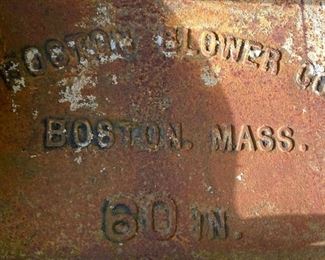 BOSTON BLOWER CO.
BOSTON, MASS.
60 IN.